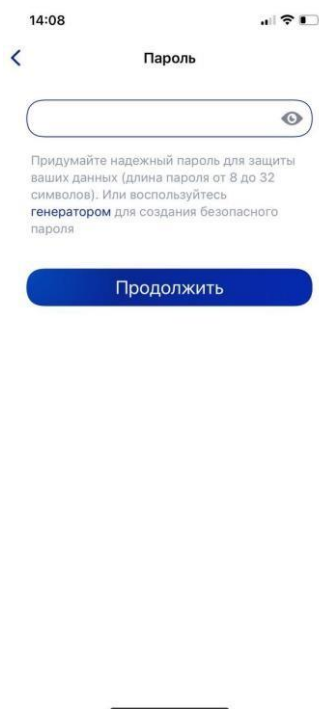 14:08
Пароль
Придумайте надежный пароль для защиты
ваших данных (длина пароля от 8 до 32
символов). Или воспользуйтесь
генератором для создания безопасного
пароля
Продолжить